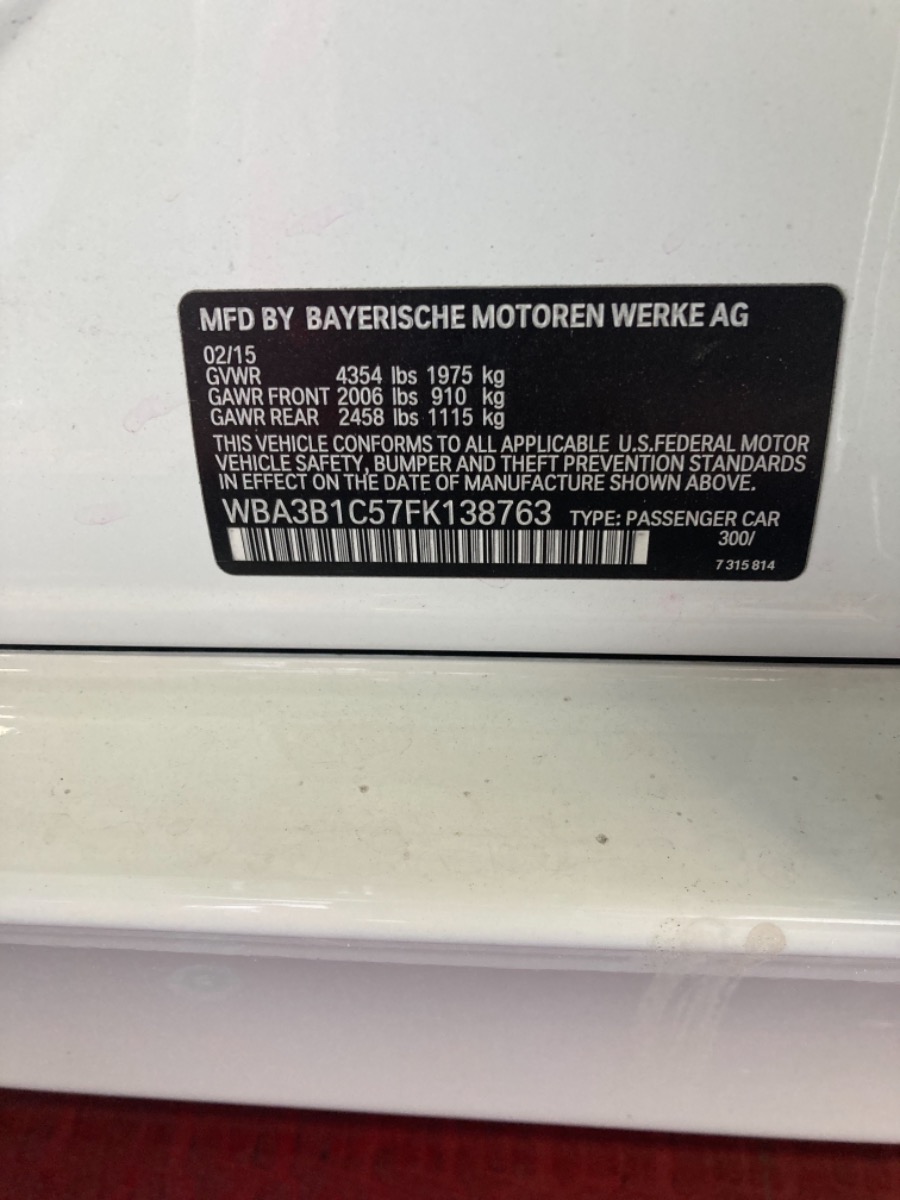 MFD BY BAYERISCHE MOTOREN WERKE AG
02/15
GVWR 4354 lbs 1975 kg
GAWR FRONT 2006 lbs 910 kg
GAWR REAR 2458 lbs 1115 kg
THIS VEHICLE CONFORMS TO ALL APPLICABLE U.S.FEDERAL MOTOR
VEHICLE SAFETY, BUMPER AND THEFT PREVENTION STANDARDS
IN EFFECT ON THE DATE OF MANUFACTURE SHOWN ABOVE.
WBA3B1C57FK138763 TYPE: PASSENGER CAR
300/
7 315 814